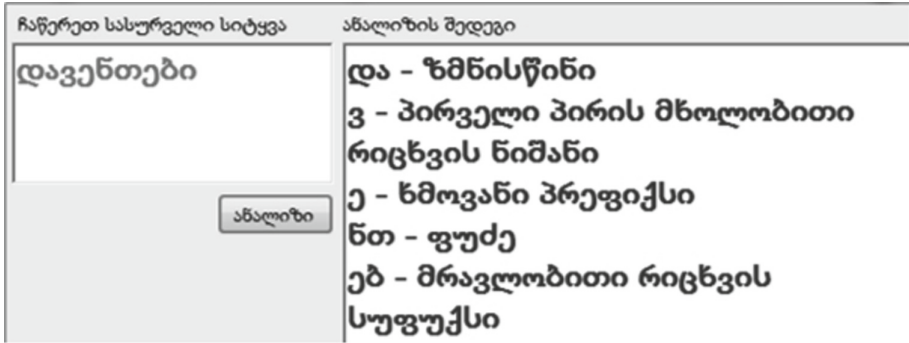 ჩაწერეთ სასურველი სიტყვა
დავენთები
ანალიზი
ანალიზის შედეგი
და - ზმნისწინი
ვ - პირველი პირის მხოლობითი
რიცხვის ნიშანი
ე - ხმოვანი პრეფიქსი
ნთ - ფუძე
ებ - მრავლობითი რიცხვის
სუფუქსი